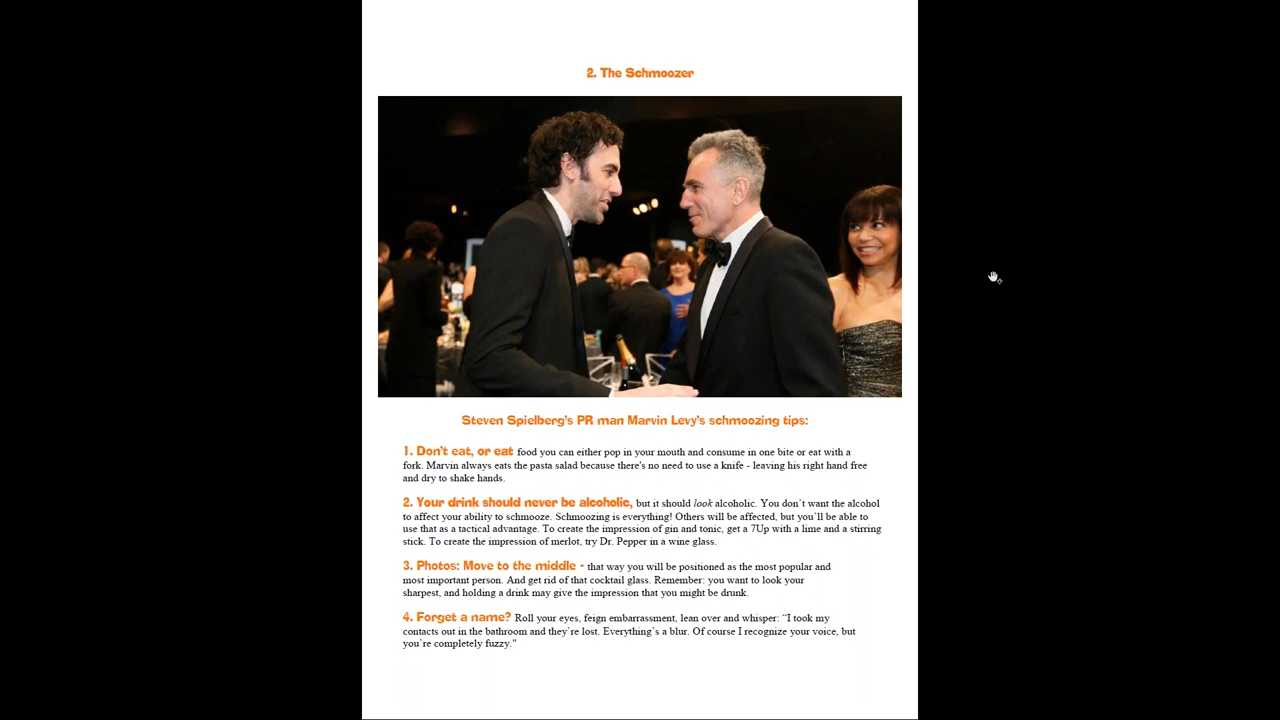 2. The Schmoozer
Steven Spielberg's PR man Marvin Levy's schmoozing tips:
1. Don't eat, or eat food you can either pop in your mouth and consume in one bite or eat with a
fork. Marvin always eats the pasta salad because there's no need to use a knife - leaving his right hand free
and dry to shake hands.
2. Your drink should never be alcoholic, but it should look alcoholic. You don't want the alcohol
to affect your ability to schmooze. Schmoozing is everything! Others will be affected, but you'll be able to
use that as a tactical advantage. To create the impression of gin and tonic, get a 7Up with a lime and a stirring
stick. To create the impression of merlot, try Dr. Pepper in a wine glass.
3. Photos: Move to the middle - that way you will be positioned as the most popular and
most important person. And get rid of that cocktail glass. Remember: you want to look your
sharpest, and holding a drink may give the impression that you might be drunk.
4. Forget a name? Roll your eyes, feign embarrassment, lean over and whisper: "I took my
contacts out in the bathroom and they're lost. Everything's a blur. Of course I recognize your voice, but
you're completely fuzzy."